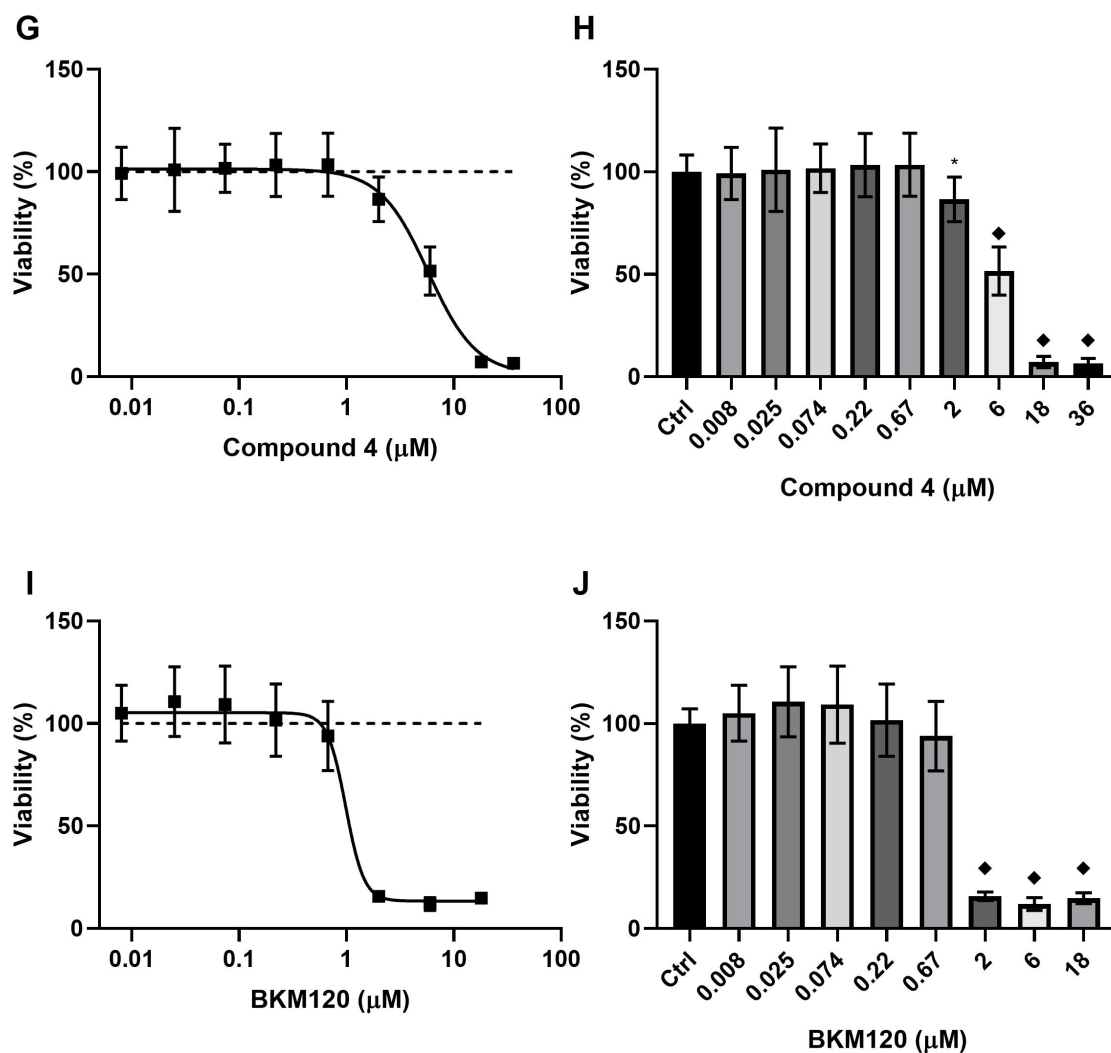 G
150
100
50
0
Viability (%)
0.01 0.1 1 10 100
Compound 4 (μM)
H
150
100
50
0
Viability (%)
*
◆
◆
◆
Ctrl 0.008 0.025 0.074 0.22 0.67 2 6 18 36
Compound 4 (μM)
I
150
100
50
0
Viability (%)
0.01 0.1 1 10 100
BKM120 (μM)
J
150
100
50
0
Viability (%)
◆ ◆ ◆
Ctrl 0.008 0.025 0.074 0.22 0.67 2 6 18
BKM120 (μM)